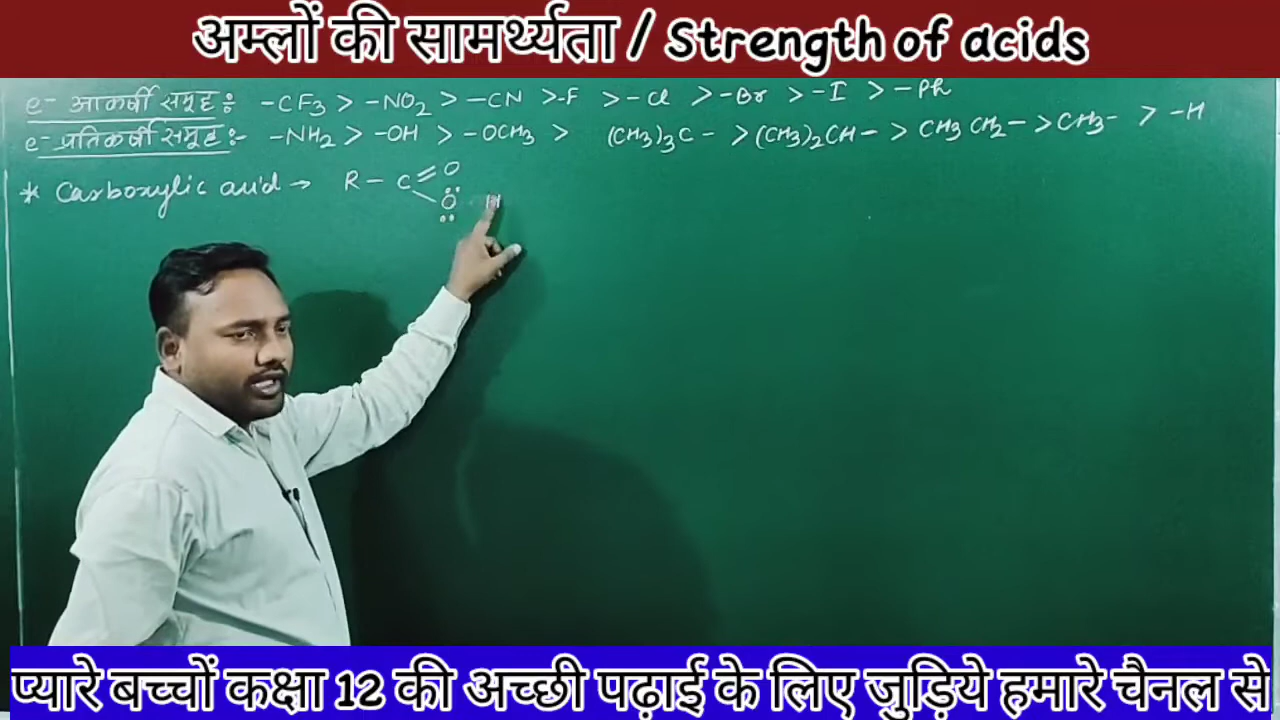 अम्लों की सामर्थ्यता / Strength of acids
e- आकर्षी समूह :- -CF3 > -NO2 > -CN > -F > -Cl > -Br > -I > -Ph
e- प्रतिकर्षी समूह :- -NH2 > -OH > -OCH3 > (CH3)3C- > (CH3)2CH- > CH3CH2- > CH3- > -H
* Carboxylic acid → R - C = O
O H
प्यारे बच्चों कक्षा 12 की अच्छी पढ़ाई के लिए जुड़िये हमारे चैनल से